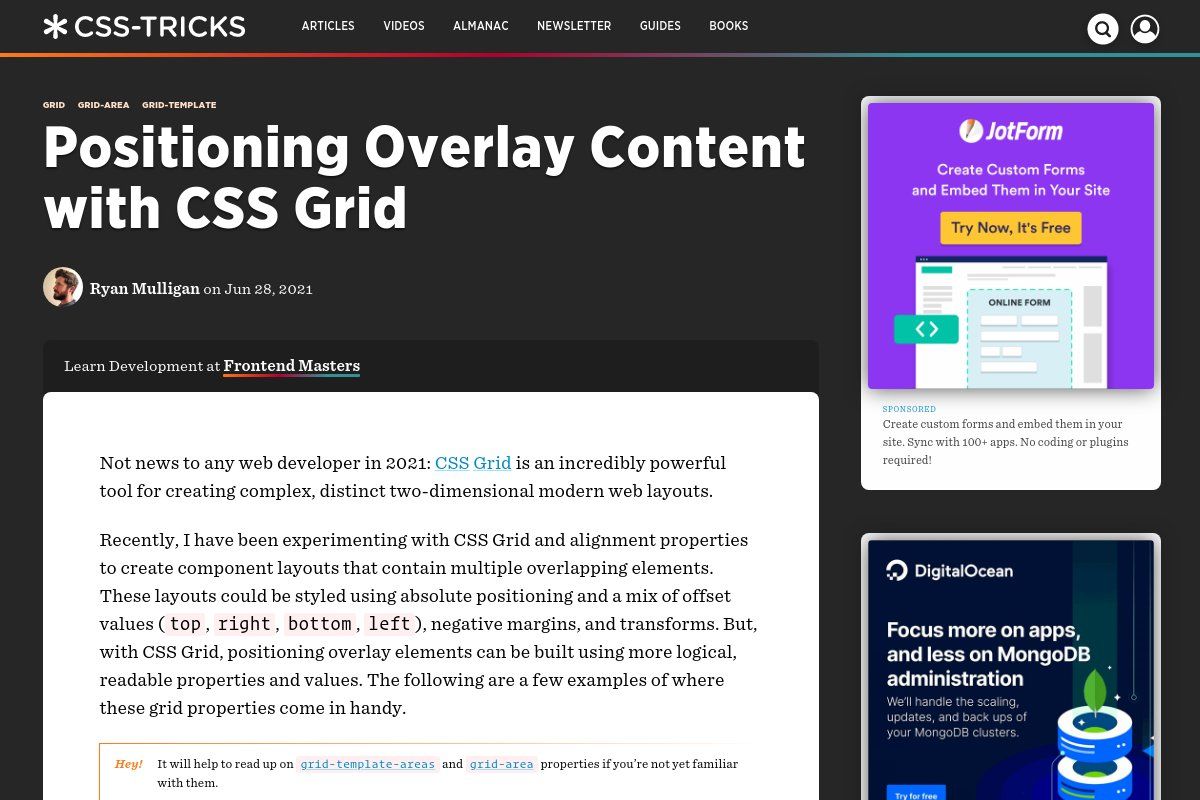 CSS-TRICKS
ARTICLES VIDEOS ALMANAC NEWSLETTER GUIDES BOOKS
GRID GRID-AREA GRID-TEMPLATE
Positioning Overlay Content
with CSS Grid
Ryan Mulligan on Jun 28, 2021
Learn Development at Frontend Masters
Not news to any web developer in 2021: CSS Grid is an incredibly powerful
tool for creating complex, distinct two-dimensional modern web layouts.
Recently, I have been experimenting with CSS Grid and alignment properties
to create component layouts that contain multiple overlapping elements.
These layouts could be styled using absolute positioning and a mix of offset
values (top, right, bottom, left), negative margins, and transforms. But,
with CSS Grid, positioning overlay elements can be built using more logical,
readable properties and values. The following are a few examples of where
these grid properties come in handy.
Hey! It will help to read up on grid-template-areas and grid-area properties if you're not yet familiar
with them.
JotForm
Create Custom Forms
and Embed Them in Your Site
Try Now, It's Free
ONLINE FORM
SPONSORED
Create custom forms and embed them in your
site. Sync with 100+ apps. No coding or plugins
required!
DigitalOcean
Focus more on apps,
and less on MongoDB
administration
We'll handle the scaling,
updates, and back ups of
your MongoDB clusters.
Try for free